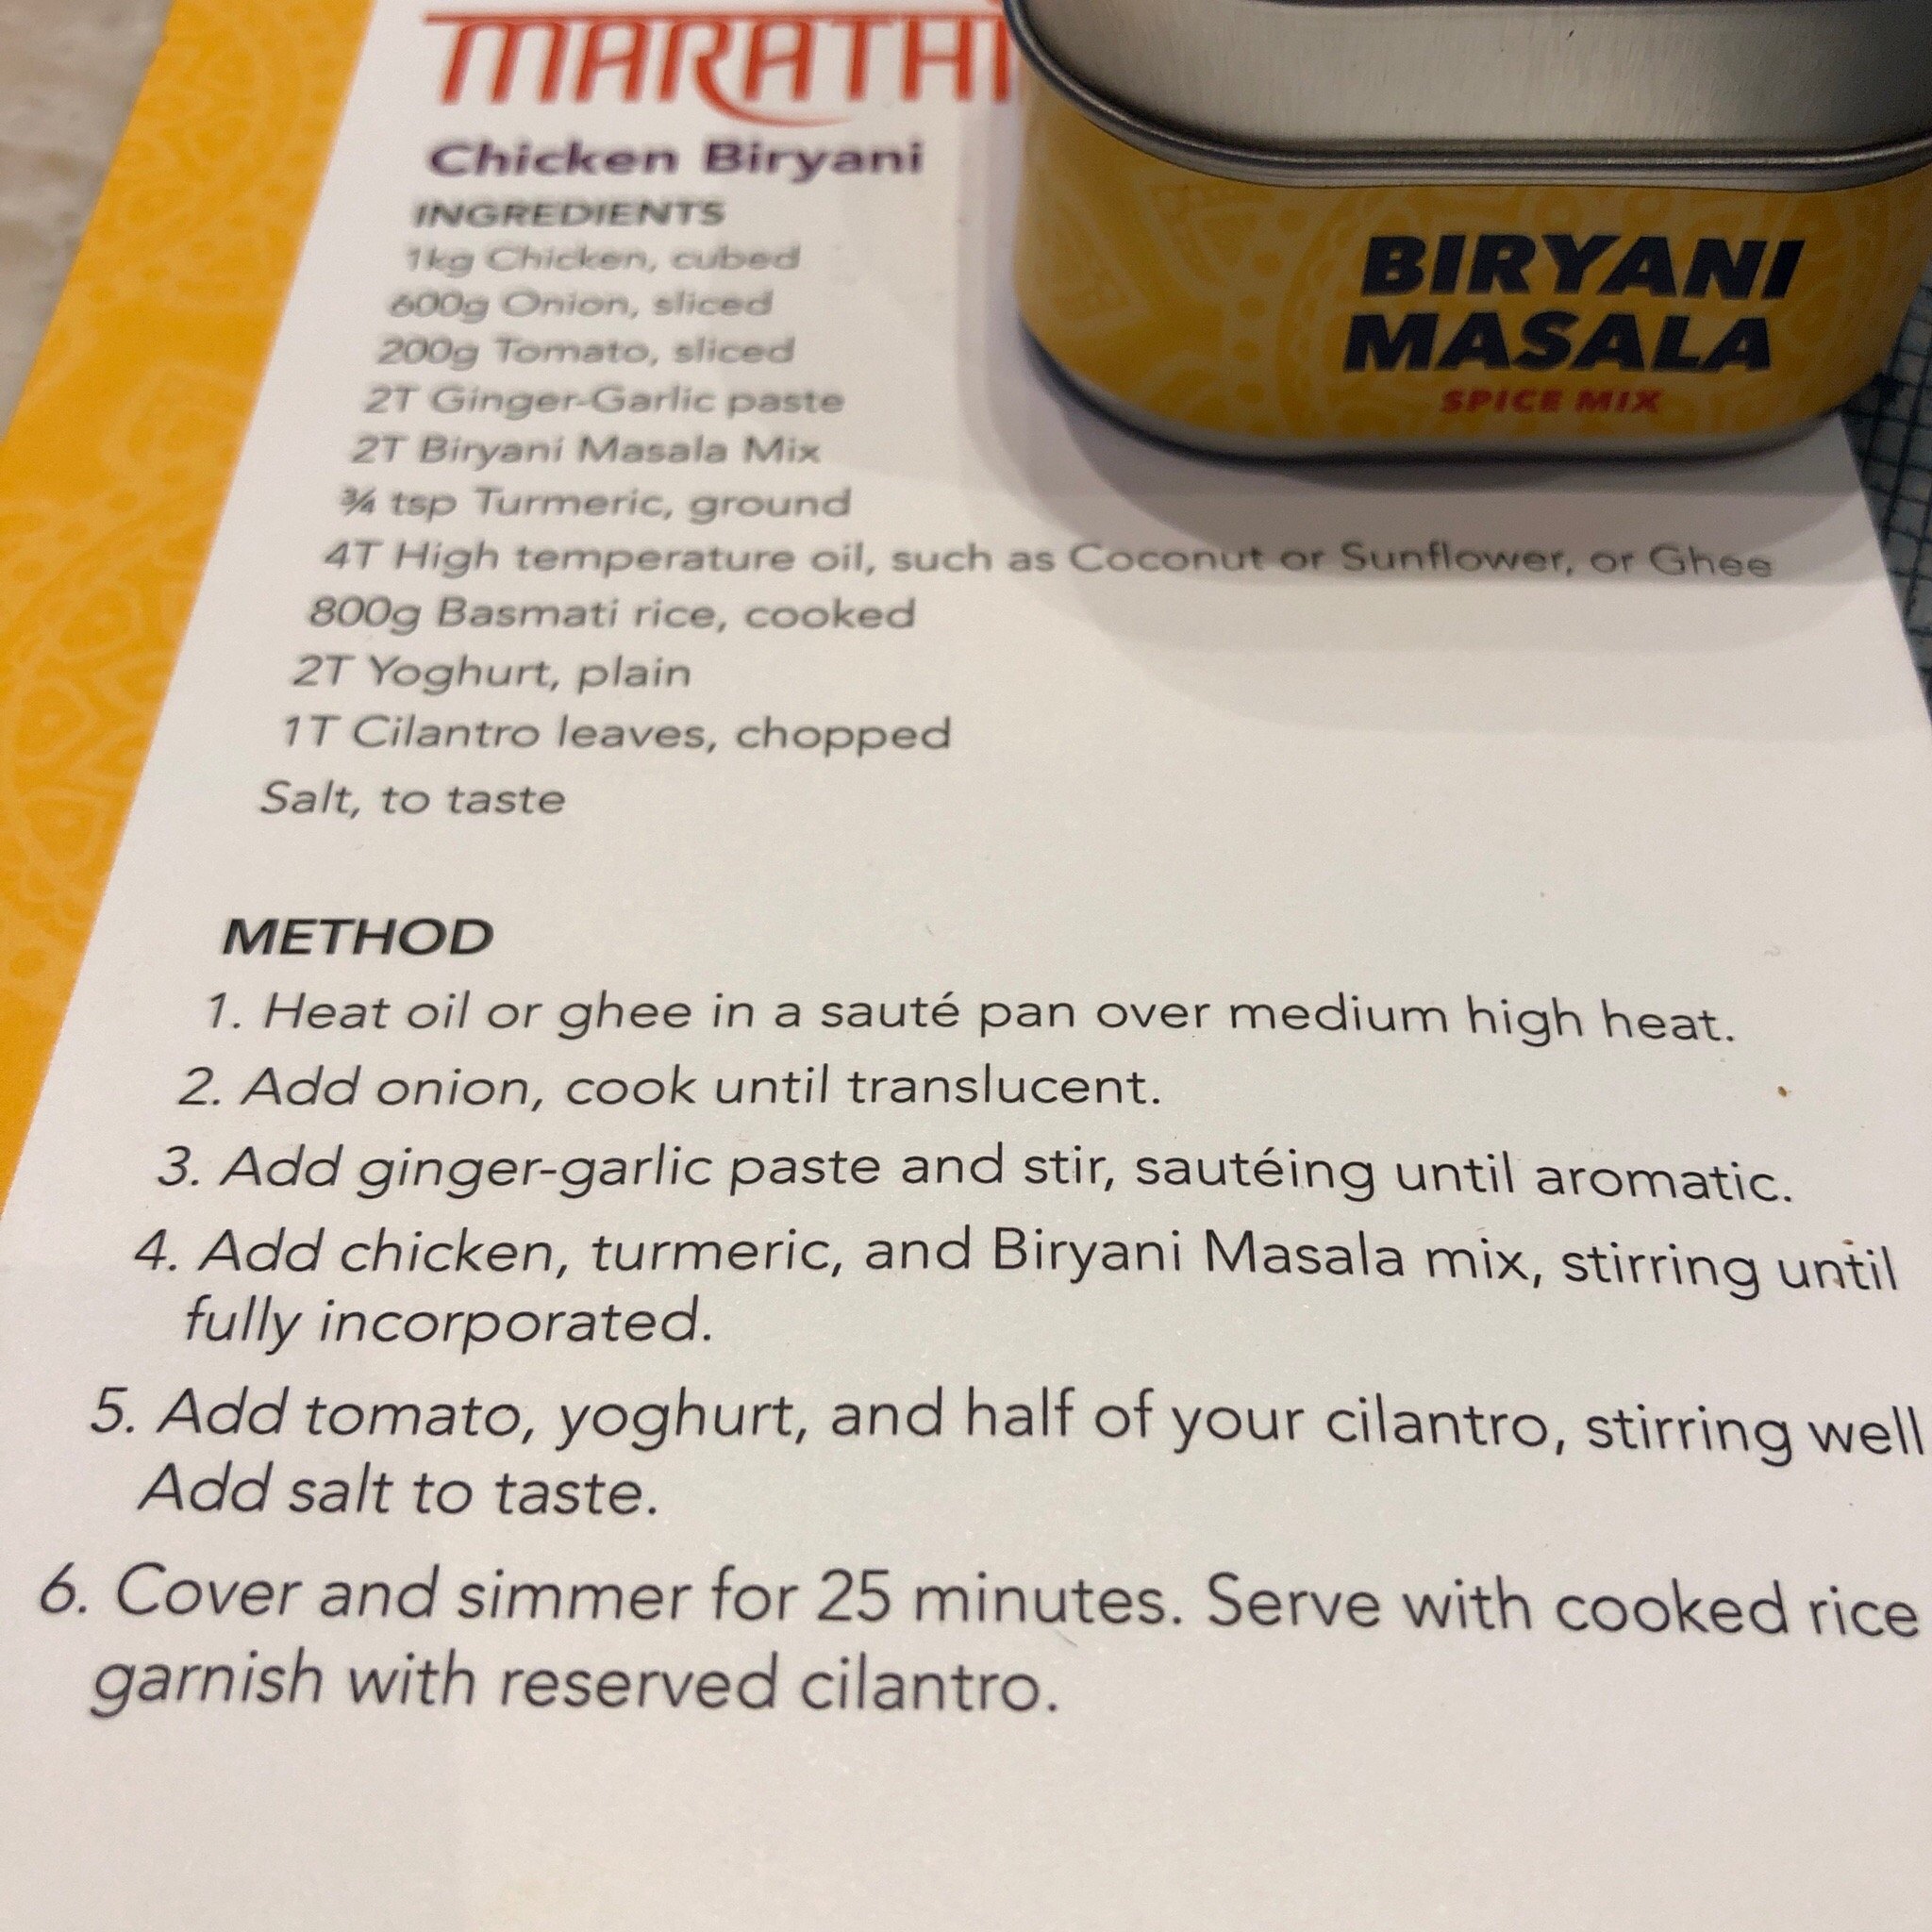 MARATHI
Chicken Biryani
INGREDIENTS
1kg Chicken, cubed
600g Onion, sliced
200g Tomato, sliced
2T Ginger-Garlic paste
2T Biryani Masala Mix
¾ tsp Turmeric, ground
4T High temperature oil, such as Coconut or Sunflower, or Ghee
800g Basmati rice, cooked
2T Yoghurt, plain
1T Cilantro leaves, chopped
Salt, to taste
METHOD
1. Heat oil or ghee in a sauté pan over medium high heat.
2. Add onion, cook until translucent.
3. Add ginger-garlic paste and stir, sautéing until aromatic.
4. Add chicken, turmeric, and Biryani Masala mix, stirring until
fully incorporated.
5. Add tomato, yoghurt, and half of your cilantro, stirring well
Add salt to taste.
6. Cover and simmer for 25 minutes. Serve with cooked rice
garnish with reserved cilantro.
BIRYANI
MASALA
SPICE MIX